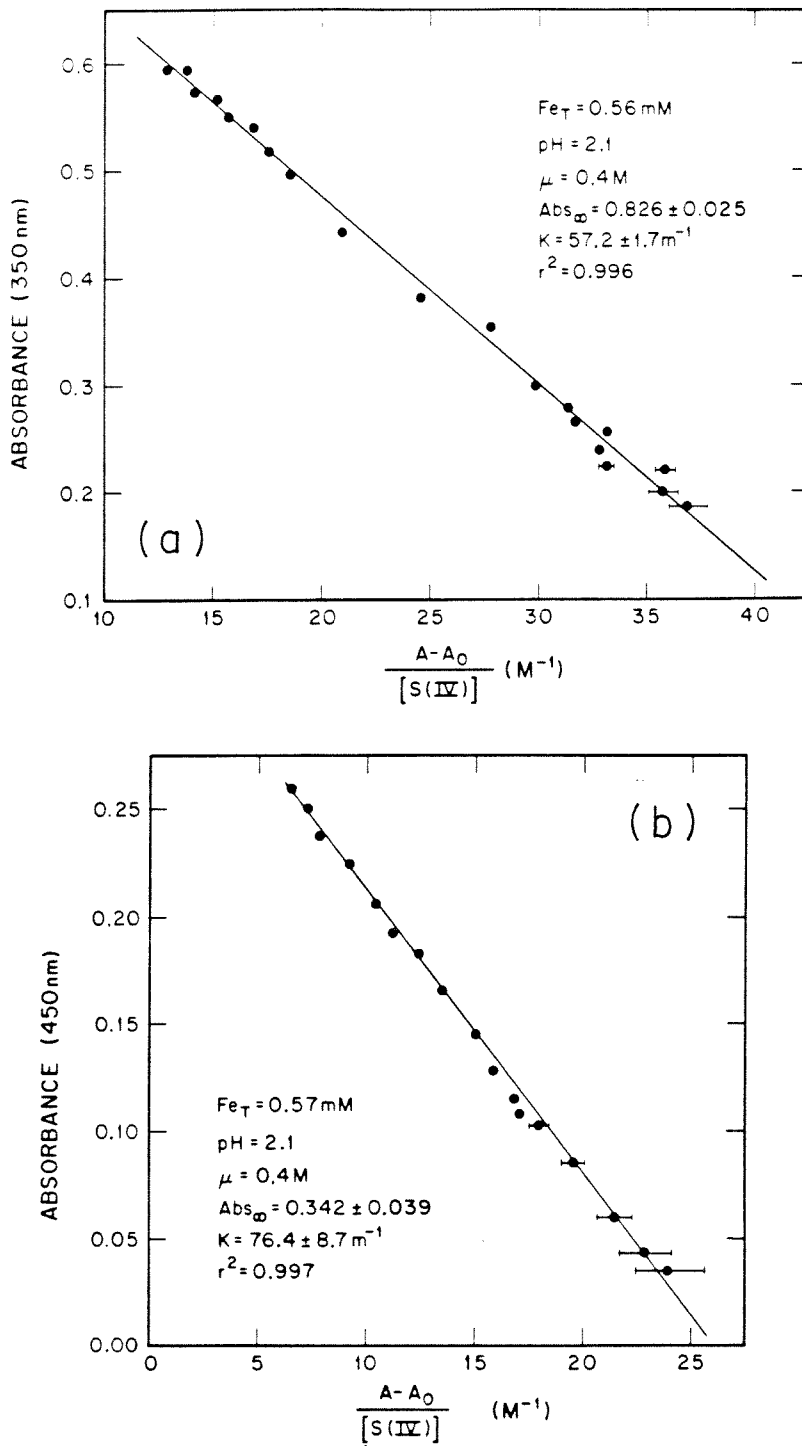 0.6
0.5
0.4
0.3
0.2
0.1
ABSORBANCE (350nm)
Fe_T = 0.56 mM
pH = 2.1
μ = 0.4 M
Abs_∞ = 0.826 ± 0.025
K = 57.2 ± 1.7 m⁻¹
r² = 0.996
(a)
10 15 20 25 30 35 40
A-A₀
[S(IV)]
(M⁻¹)
(b)
0.25
0.20
0.15
0.10
0.05
0.00
ABSORBANCE (450nm)
Fe_T = 0.57 mM
pH = 2.1
μ = 0.4 M
Abs_∞ = 0.342 ± 0.039
K = 76.4 ± 8.7 m⁻¹
r² = 0.997
0 5 10 15 20 25
A-A₀
[S(IV)]
(M⁻¹)